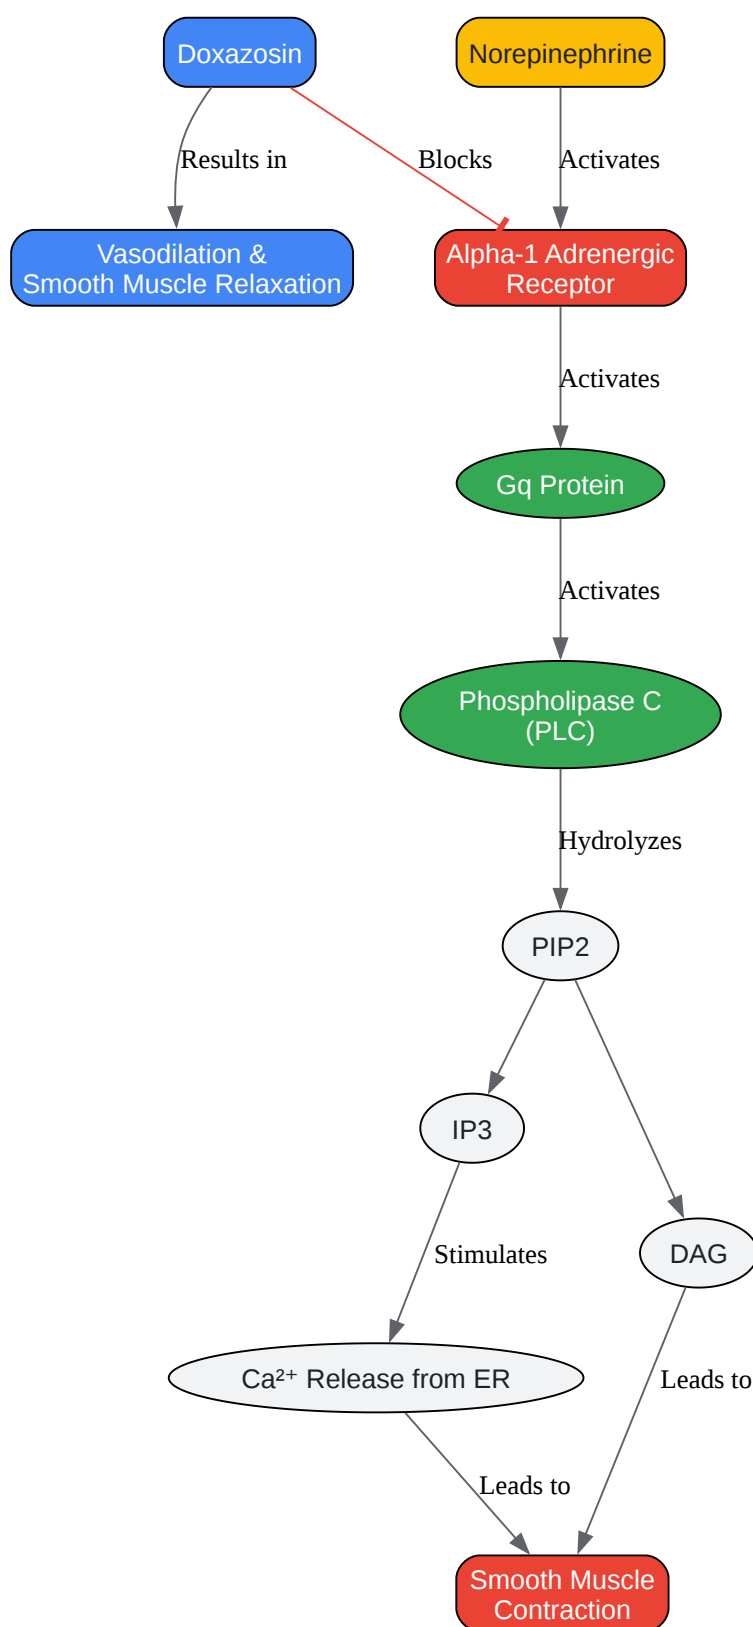 Doxazosin
Norepinephrine
Results in
Blocks
Activates
Vasodilation &
Smooth Muscle Relaxation
Alpha-1 Adrenergic
Receptor
Activates
Gq Protein
Activates
Phospholipase C
(PLC)
Hydrolyzes
PIP2
IP3
Stimulates
DAG
Ca²⁺ Release from ER
Leads to
Leads to
Smooth Muscle
Contraction